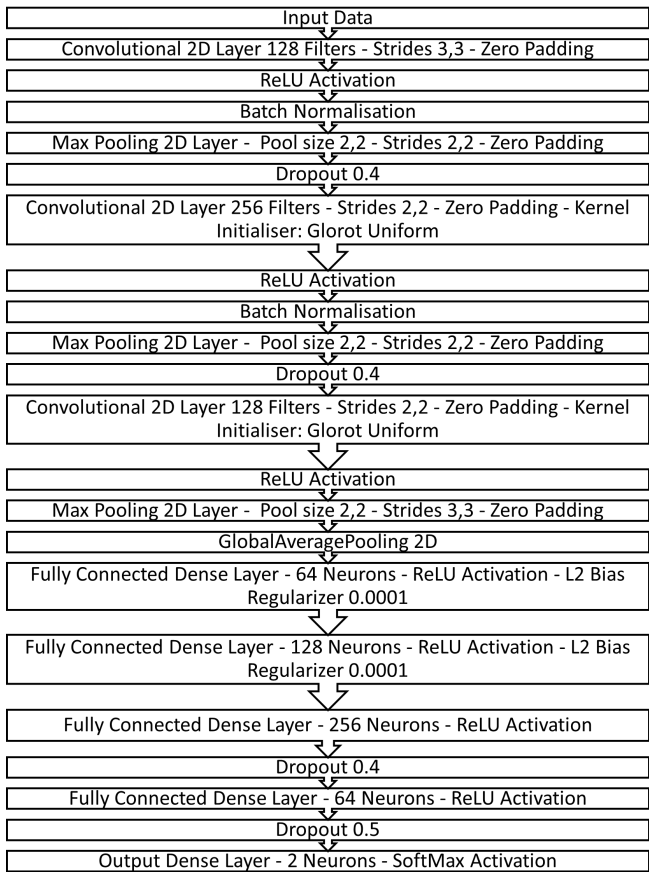 Input Data
Convolutional 2D Layer 128 Filters - Strides 3,3 - Zero Padding
ReLU Activation
Batch Normalisation
Max Pooling 2D Layer - Pool size 2,2 - Strides 2,2 - Zero Padding
Dropout 0.4
Convolutional 2D Layer 256 Filters - Strides 2,2 - Zero Padding - Kernel
Initialiser: Glorot Uniform
ReLU Activation
Batch Normalisation
Max Pooling 2D Layer - Pool size 2,2 - Strides 2,2 - Zero Padding
Dropout 0.4
Convolutional 2D Layer 128 Filters - Strides 2,2 - Zero Padding - Kernel
Initialiser: Glorot Uniform
ReLU Activation
Max Pooling 2D Layer - Pool size 2,2 - Strides 3,3 - Zero Padding
GlobalAveragePooling 2D
Fully Connected Dense Layer - 64 Neurons - ReLU Activation - L2 Bias
Regularizer 0.0001
Fully Connected Dense Layer - 128 Neurons - ReLU Activation - L2 Bias
Regularizer 0.0001
Fully Connected Dense Layer - 256 Neurons - ReLU Activation
Dropout 0.4
Fully Connected Dense Layer - 64 Neurons - ReLU Activation
Dropout 0.5
Output Dense Layer - 2 Neurons - SoftMax Activation